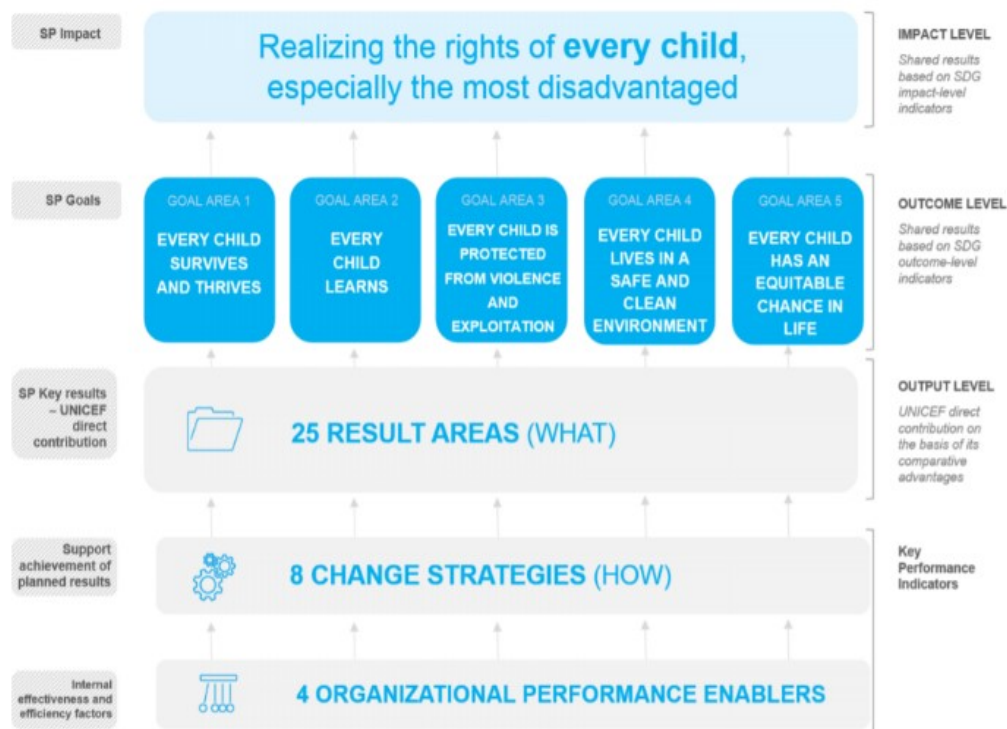 SP Impact
Realizing the rights of every child,
especially the most disadvantaged
IMPACT LEVEL
Shared results
based on SDG
impact-level
indicators
SP Goals
GOAL AREA 1
EVERY CHILD
SURVIVES
AND THRIVES
GOAL AREA 2
EVERY
CHILD
LEARNS
GOAL AREA 3
EVERY CHILD IS
PROTECTED
FROM VIOLENCE
AND
EXPLOITATION
GOAL AREA 4
EVERY CHILD
LIVES IN A
SAFE AND
CLEAN
ENVIRONMENT
GOAL AREA 5
EVERY CHILD
HAS AN
EQUITABLE
CHANCE IN
LIFE
OUTCOME LEVEL
Shared results
based on SDG
outcome-level
indicators
SP Key results
– UNICEF
direct
contribution
25 RESULT AREAS (WHAT)
OUTPUT LEVEL
UNICEF direct
contribution on
the basis of its
comparative
advantages
Support
achievement of
planned results
8 CHANGE STRATEGIES (HOW)
Key
Performance
Indicators
Internal
effectiveness and
efficiency factors
4 ORGANIZATIONAL PERFORMANCE ENABLERS